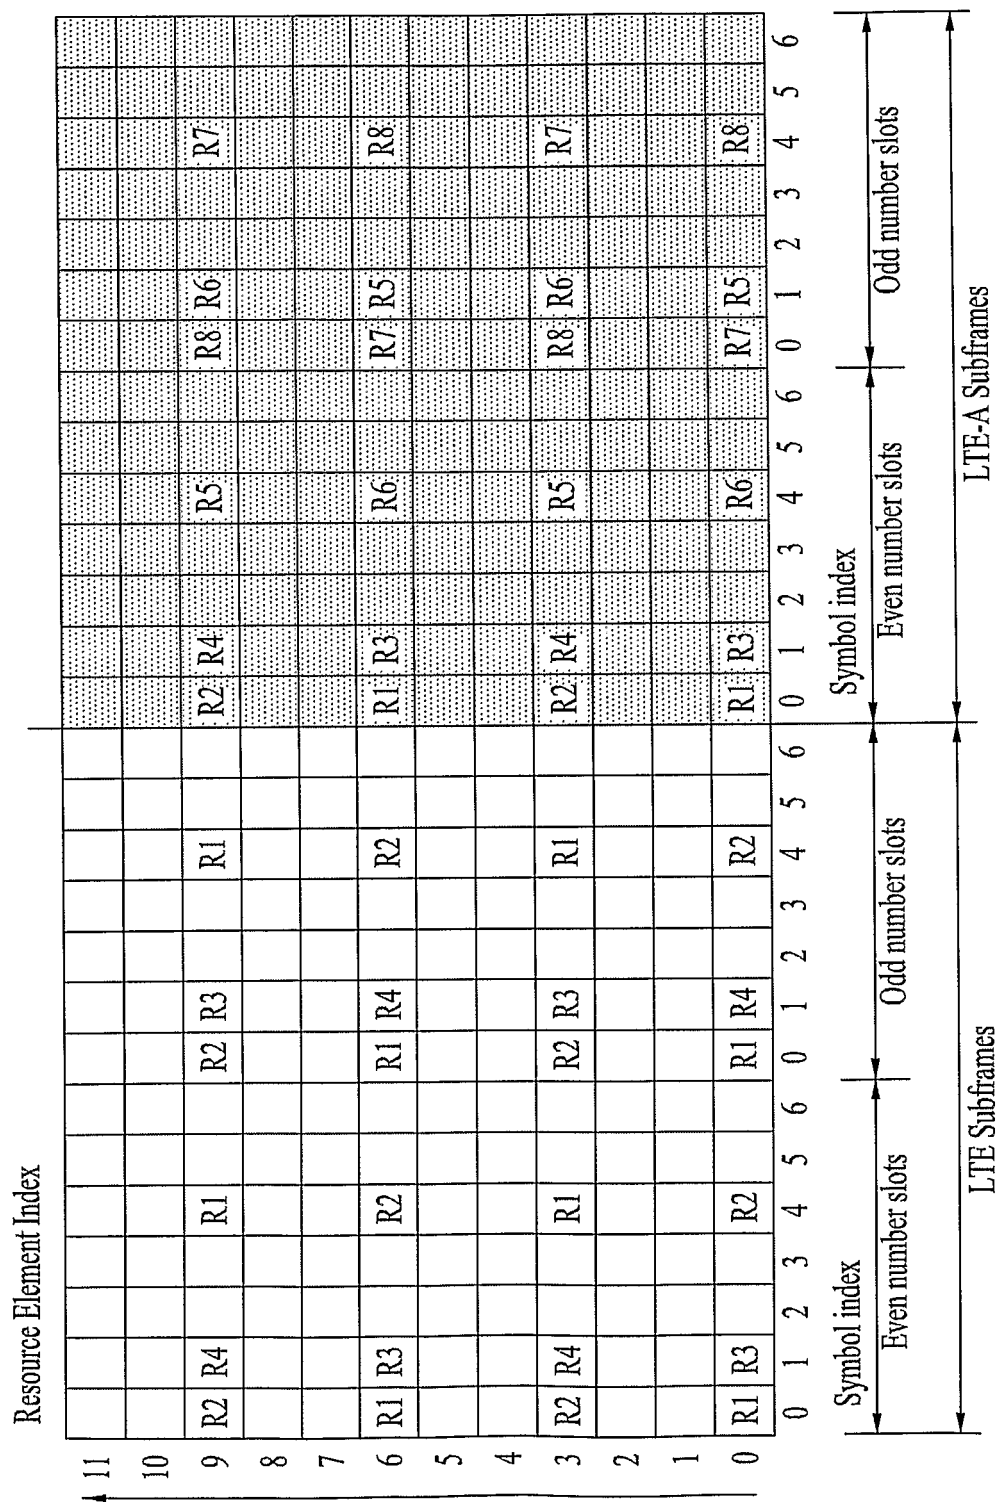 Resource Element Index
11
10
9 R2 R4 R1 R2 R3 R1 R2 R4 R5 R8 R6 R7
8
7
6 R1 R3 R2 R1 R4 R2 R1 R3 R6 R7 R5 R8
5
4
3 R2 R4 R1 R2 R3 R1 R2 R4 R5 R8 R6 R7
2
1
0 R1 R3 R2 R1 R4 R2 R1 R3 R6 R7 R5 R8
0 1 2 3 4 5 6 0 1 2 3 4 5 6 0 1 2 3 4 5 6 0 1 2 3 4 5 6
Symbol index Symbol index
Even number slots Odd number slots Even number slots Odd number slots
LTE Subframes LTE-A Subframes